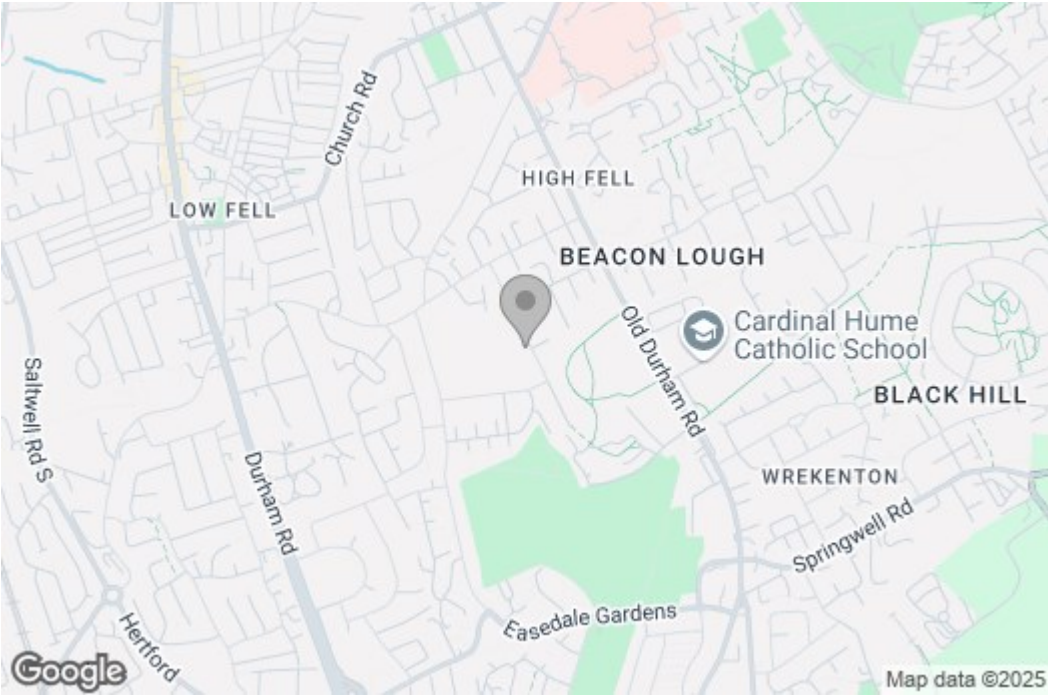 Church Rd
HIGH FELL
LOW FELL
BEACON LOUGH
Old Durham Rd
Cardinal Hume
Catholic School
Saltwell Rd S
BLACK HILL
Durham Rd
WREKENTON
Springwell Rd
Easedale Gardens
Hertford
Google
Map data ©2025